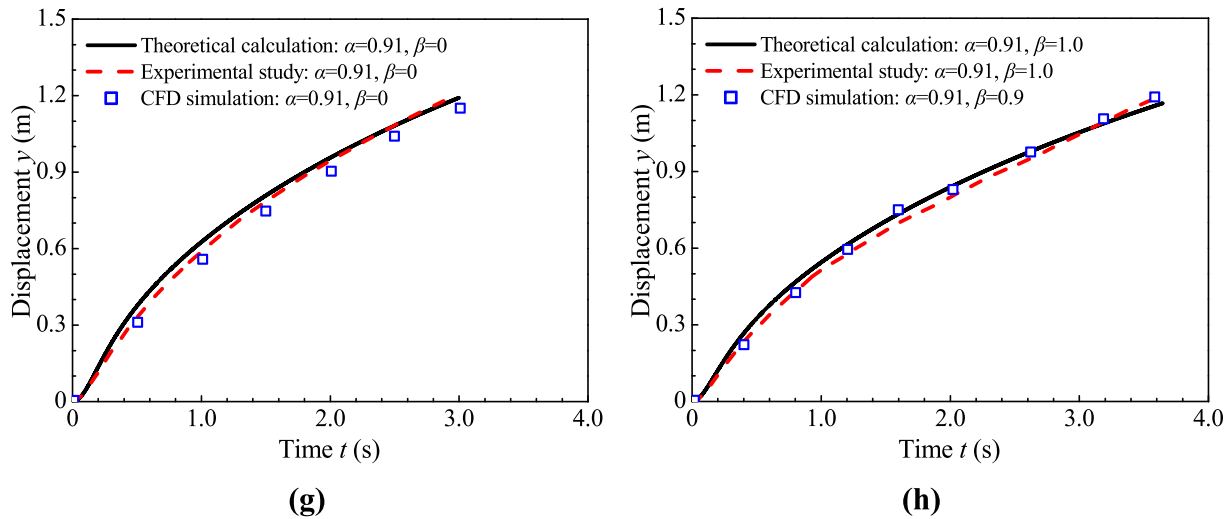 1.5
1.2
0.9
0.6
0.3
0
Displacement y (m)
Theoretical calculation: α=0.91, β=0
Experimental study: α=0.91, β=0
CFD simulation: α=0.91, β=0
0 1.0 2.0 3.0 4.0
Time t (s)
(g)
1.5
1.2
0.9
0.6
0.3
0
Displacement y (m)
Theoretical calculation: α=0.91, β=1.0
Experimental study: α=0.91, β=1.0
CFD simulation: α=0.91, β=0.9
0 1.0 2.0 3.0 4.0
Time t (s)
(h)